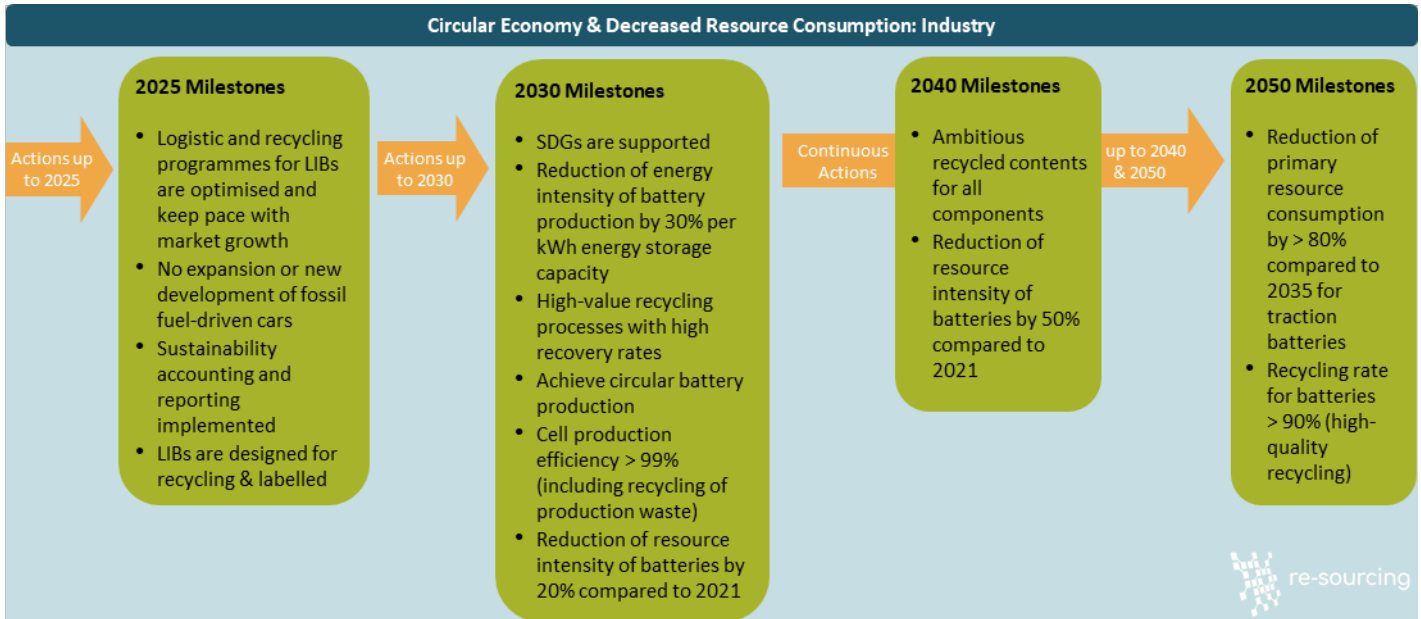 Circular Economy & Decreased Resource Consumption: Industry
Actions up
to 2025
2025 Milestones
• Logistic and recycling
programmes for LIBs
are optimised and
keep pace with
market growth
• No expansion or new
development of fossil
fuel-driven cars
• Sustainability
accounting and
reporting
implemented
• LIBs are designed for
recycling & labelled
Actions up
to 2030
2030 Milestones
• SDGs are supported
• Reduction of energy
intensity of battery
production by 30% per
kWh energy storage
capacity
• High-value recycling
processes with high
recovery rates
• Achieve circular battery
production
• Cell production
efficiency > 99%
(including recycling of
production waste)
• Reduction of resource
intensity of batteries by
20% compared to 2021
Continuous
Actions
2040 Milestones
• Ambitious
recycled contents
for all
components
• Reduction of
resource
intensity of
batteries by 50%
compared to
2021
up to 2040
& 2050
2050 Milestones
• Reduction of
primary
resource
consumption
by > 80%
compared to
2035 for
traction
batteries
• Recycling rate
for batteries
> 90% (high-
quality
recycling)
re-sourcing